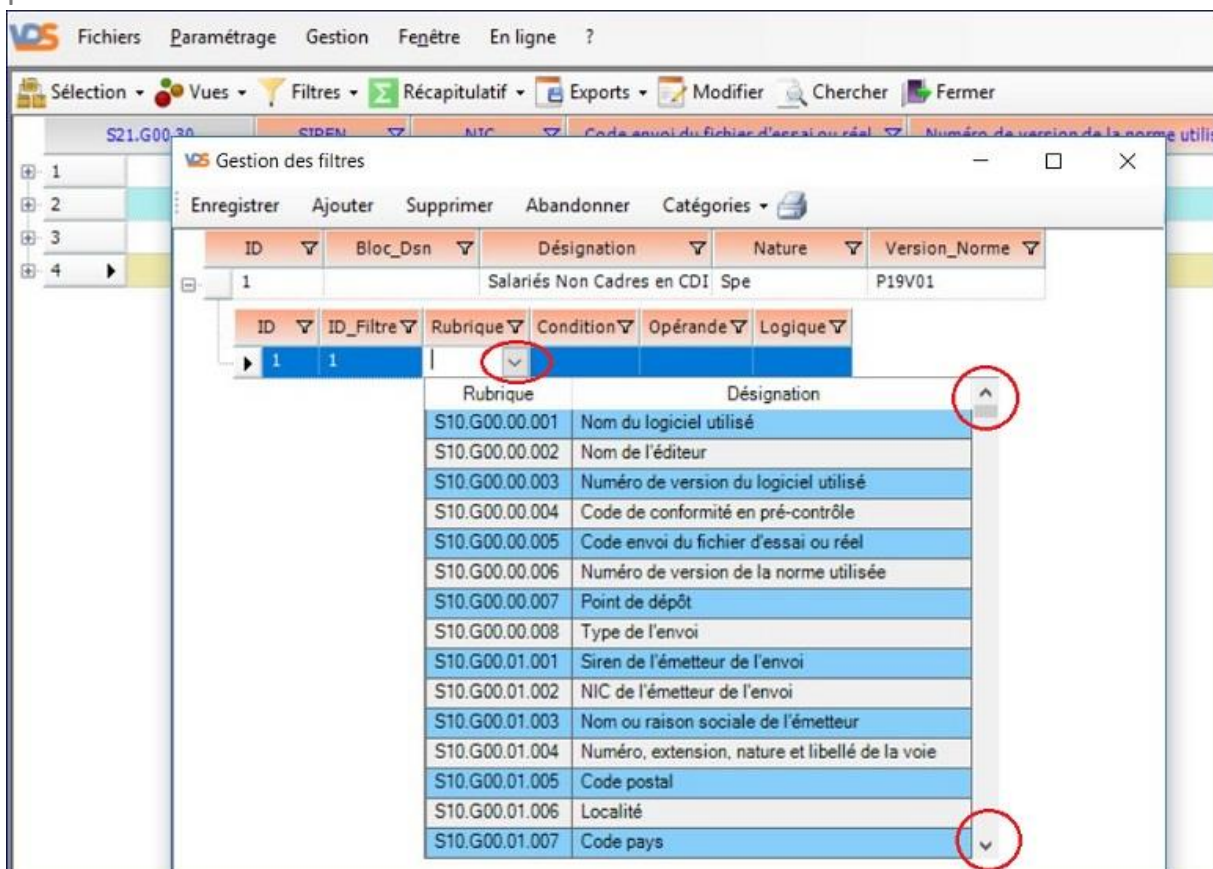 VDS Fichiers Paramétrage Gestion Fenêtre En ligne ?
Sélection Vues Filtres Σ Récapitulatif Exports Modifier Chercher Fermer
S21.G00.30 SIREN NIC Code envoi du fichier d'essai ou réel Numéro de version de la norme utilis
VDS Gestion des filtres
1
2 Enregistrer Ajouter Supprimer Abandonner Catégories
3
ID Bloc_Dsn Désignation Nature Version_Norme
4
1 Salariés Non Cadres en CDI Spe P19V01
ID ID_Filtre Rubrique Condition Opérande Logique
1 1
Rubrique Désignation
S10.G00.00.001 Nom du logiciel utilisé
S10.G00.00.002 Nom de l'éditeur
S10.G00.00.003 Numéro de version du logiciel utilisé
S10.G00.00.004 Code de conformité en pré-contrôle
S10.G00.00.005 Code envoi du fichier d'essai ou réel
S10.G00.00.006 Numéro de version de la norme utilisée
S10.G00.00.007 Point de dépôt
S10.G00.00.008 Type de l'envoi
S10.G00.01.001 Siren de l'émetteur de l'envoi
S10.G00.01.002 NIC de l'émetteur de l'envoi
S10.G00.01.003 Nom ou raison sociale de l'émetteur
S10.G00.01.004 Numéro, extension, nature et libellé de la voie
S10.G00.01.005 Code postal
S10.G00.01.006 Localité
S10.G00.01.007 Code pays